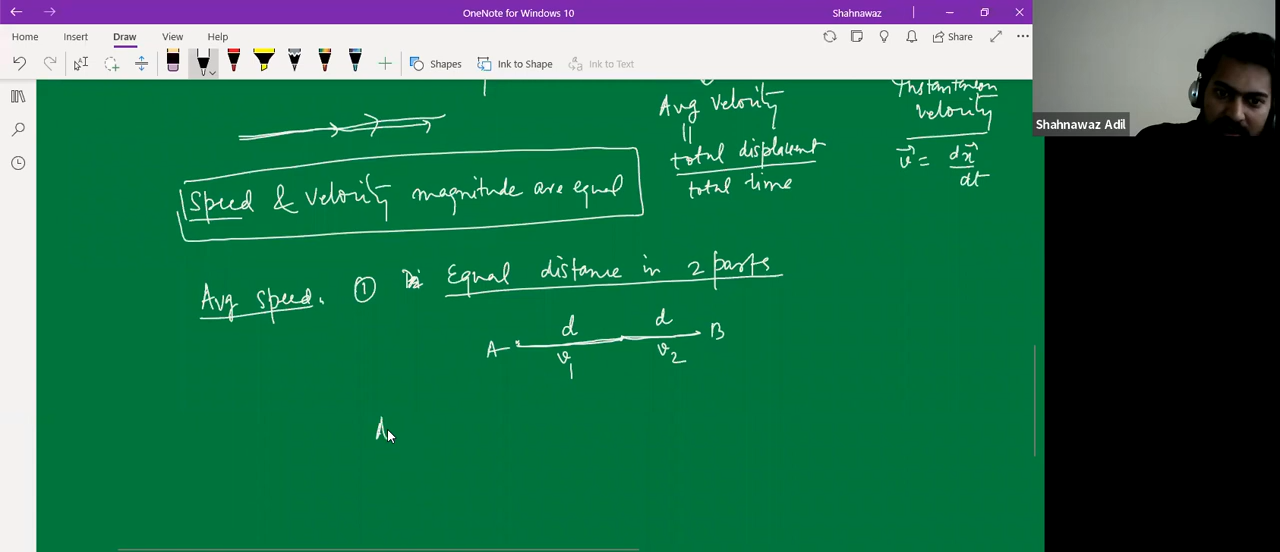 OneNote for Windows 10
Shahnawaz
Home Insert Draw View Help
Share
Shapes Ink to Shape Ink to Text
Shahnawaz Adil
Avg velocity
||
total displacent
total time
Instantaneon
velocity
v = dx
dt
Speed & velocity magnitude are equal
Avg speed. ① Equal distance in 2 parts
d d
A B
v1 v2
A